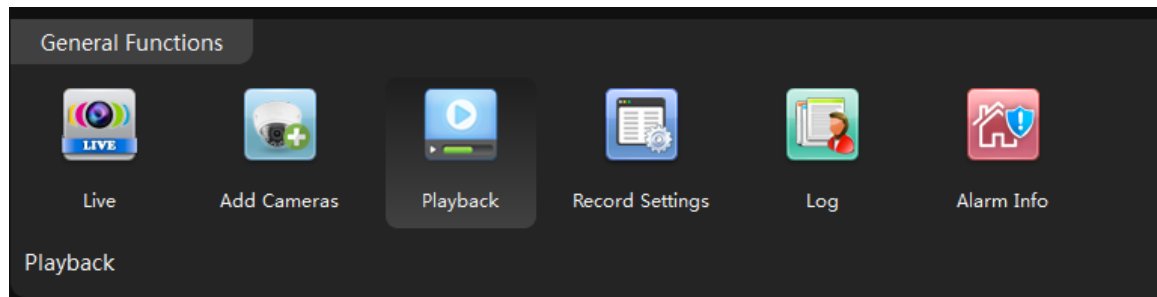 General Functions
LIVE
Live Add Cameras Playback Record Settings Log Alarm Info
Playback